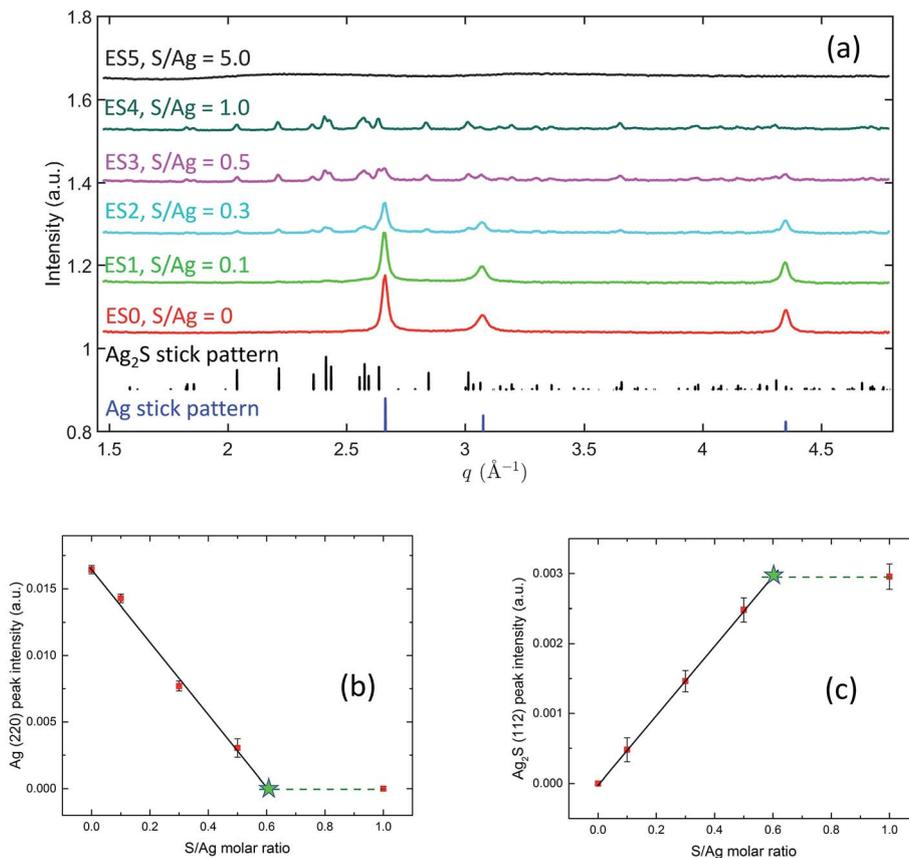 1.8
(a)
ES5, S/Ag = 5.0
1.6
ES4, S/Ag = 1.0
ES3, S/Ag = 0.5
1.4
Intensity (a.u.)
ES2, S/Ag = 0.3
ES1, S/Ag = 0.1
1.2
ES0, S/Ag = 0
1
Ag₂S stick pattern
Ag stick pattern
0.8
1.5 2 2.5 3 3.5 4 4.5
q (Å⁻¹)
Ag (220) peak intensity (a.u.)
0.015
0.010
0.005
0.000
(b)
0.0 0.2 0.4 0.6 0.8 1.0
S/Ag molar ratio
Ag₂S (112) peak intensity (a.u.)
0.003
0.002
0.001
0.000
(c)
0.0 0.2 0.4 0.6 0.8 1.0
S/Ag molar ratio